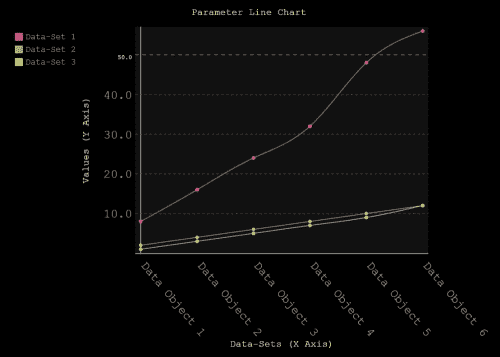 Parameter Line Chart
Data-Set 1
Data-Set 2
Data-Set 3
50.0
40.0
30.0
20.0
10.0
Values (Y Axis)
Data Object 1
Data Object 2
Data Object 3
Data Object 4
Data Object 5
Data Object 6
Data-Sets (X Axis)